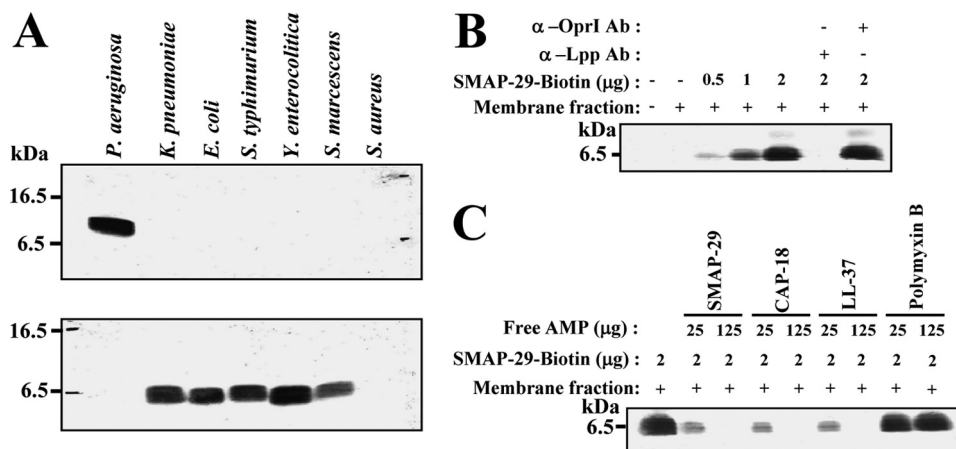 A
P. aeruginosa
K. pneumoniae
E. coli
S. typhimurium
Y. enterocolitica
S. marcescens
S. aureus
kDa
16.5
6.5
16.5
6.5
B
α–OprI Ab : - +
α–Lpp Ab : + -
SMAP-29-Biotin (μg) : - - 0.5 1 2 2 2
Membrane fraction: - + + + + + +
kDa
6.5
C
SMAP-29
CAP-18
LL-37
Polymyxin B
Free AMP (μg) : 25 125 25 125 25 125 25 125
SMAP-29-Biotin (μg) : 2 2 2 2 2 2 2 2 2
Membrane fraction: + + + + + + + + +
kDa
6.5